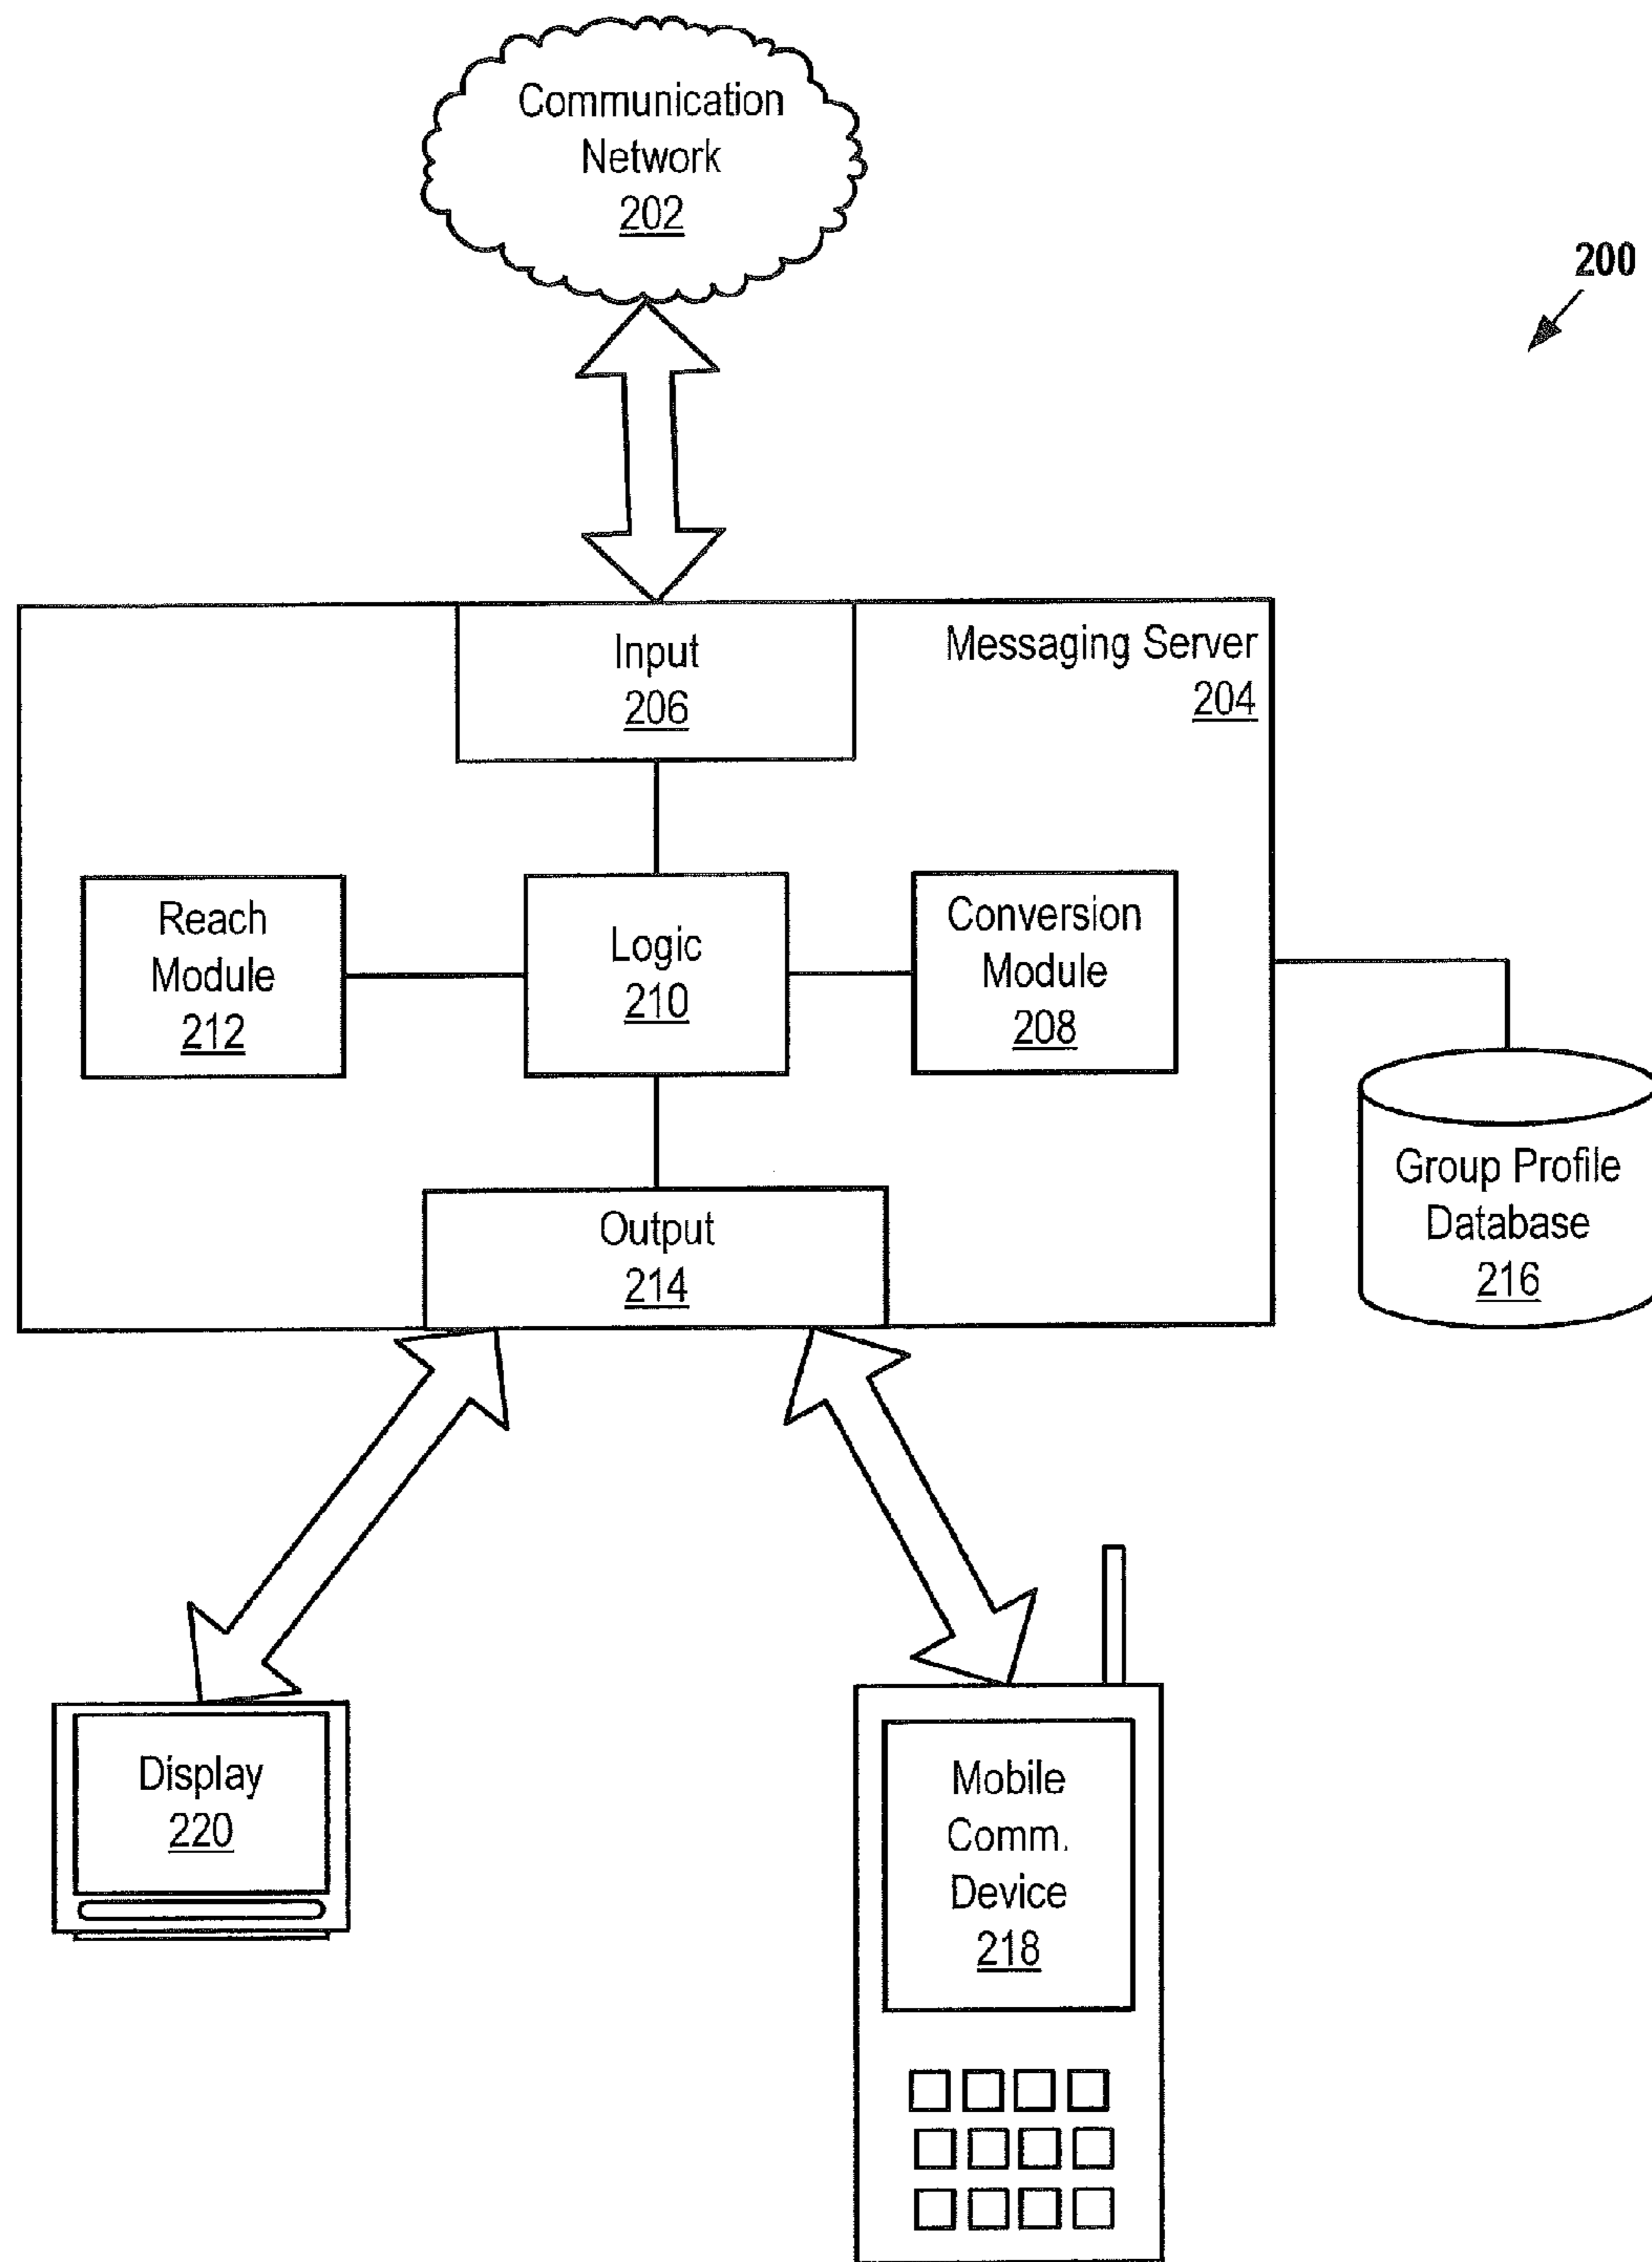 Communication
Network
202
200
Input
206
Messaging Server
204
Reach
Module
212
Logic
210
Conversion
Module
208
Output
214
Group Profile
Database
216
Display
220
Mobile
Comm.
Device
218